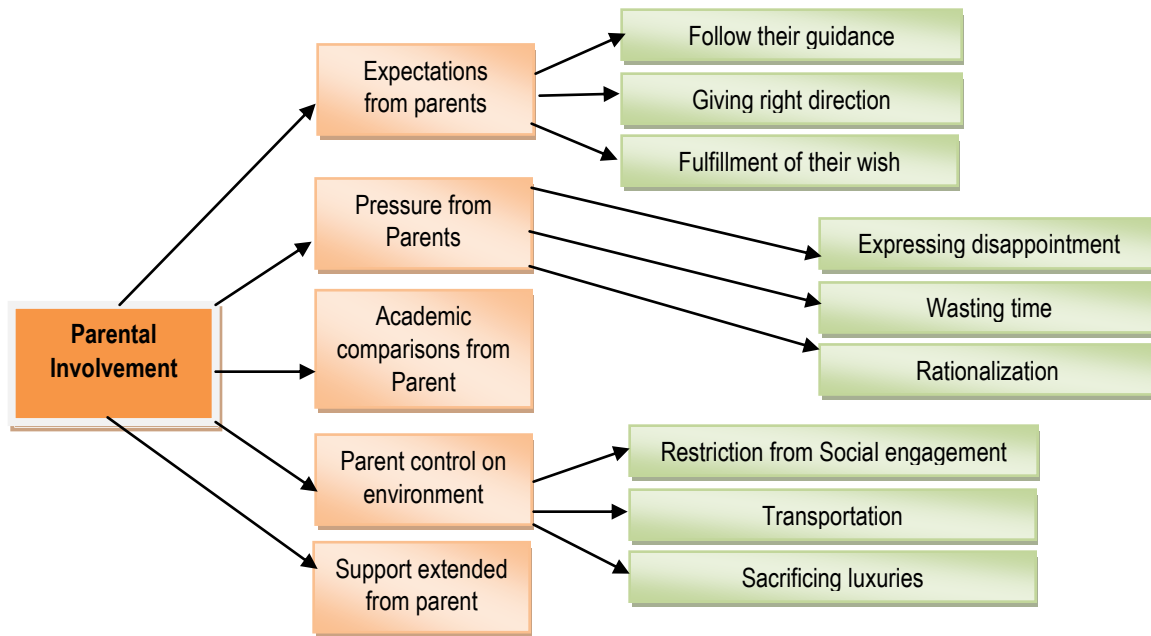 Parental
Involvement
Expectations
from parents
Follow their guidance
Giving right direction
Fulfillment of their wish
Pressure from
Parents
Expressing disappointment
Wasting time
Rationalization
Academic
comparisons from
Parent
Parent control on
environment
Restriction from Social engagement
Transportation
Sacrificing luxuries
Support extended
from parent